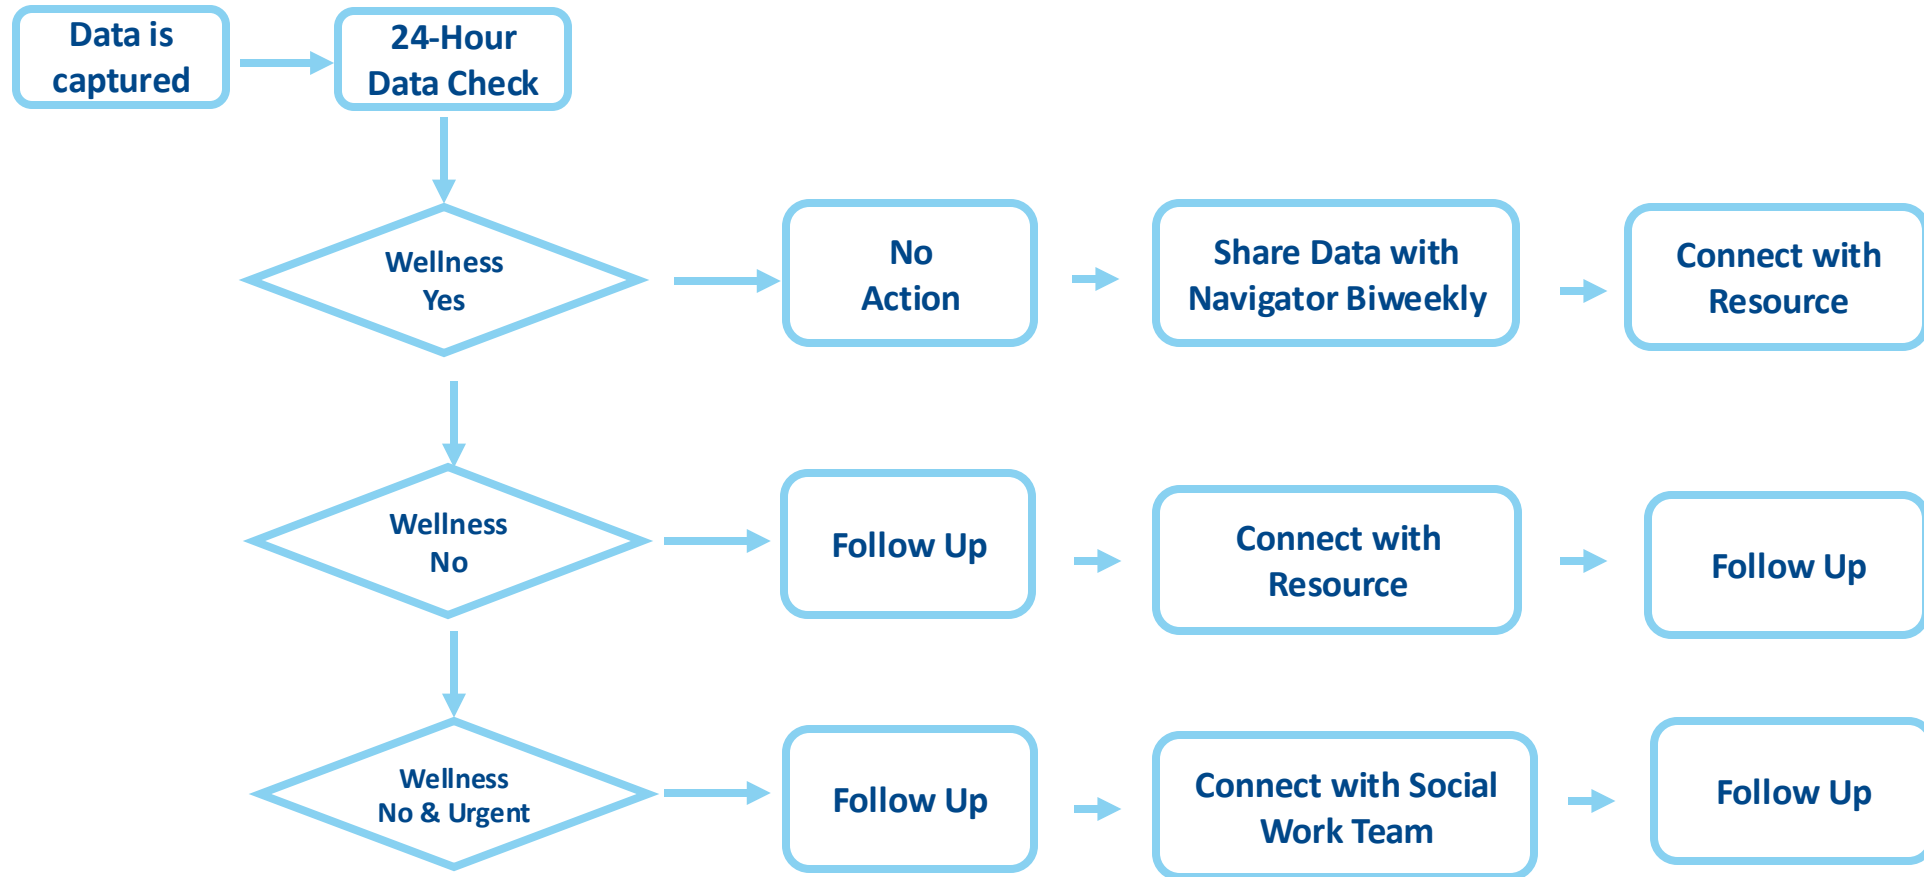 Data is
captured
24-Hour
Data Check
Wellness
Yes
No
Action
Share Data with
Navigator Biweekly
Connect with
Resource
Wellness
No
Follow Up
Connect with
Resource
Follow Up
Wellness
No & Urgent
Follow Up
Connect with Social
Work Team
Follow Up